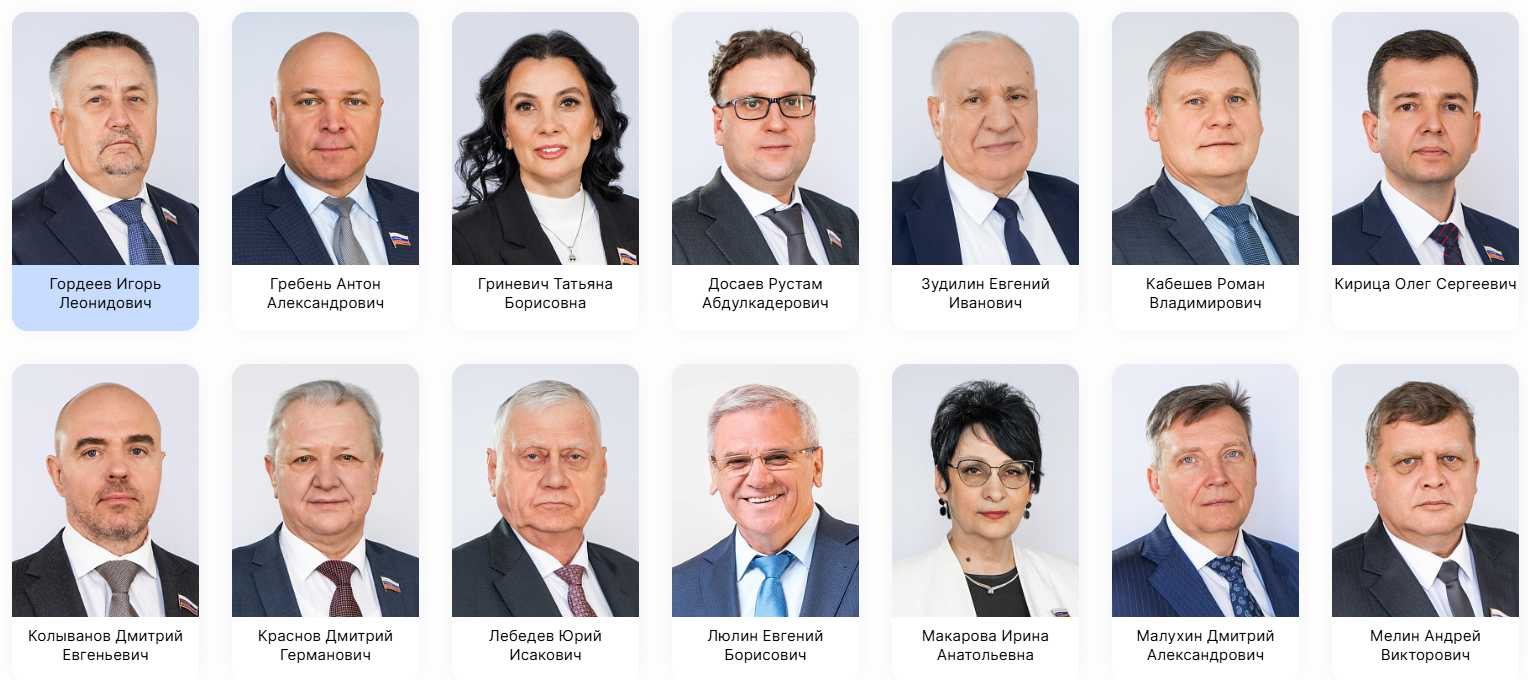 Гордеев Игорь
Леонидович
Гребень Антон
Александрович
Гриневич Татьяна
Борисовна
Досаев Рустам
Абдулкадерович
Зудилин Евгений
Иванович
Кабешев Роман
Владимирович
Кирица Олег Сергеевич
Колыванов Дмитрий
Евгеньевич
Краснов Дмитрий
Германович
Лебедев Юрий
Исакович
Люлин Евгений
Борисович
Макарова Ирина
Анатольевна
Малухин Дмитрий
Александрович
Мелин Андрей
Викторович